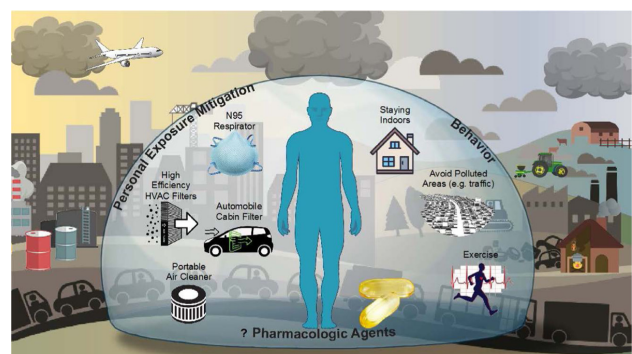 Personal Exposure Mitigation
N95
Respirator
High
Efficiency
HVAC Filters
Automobile
Cabin Filter
Portable
Air Cleaner
Behavior
Staying
Indoors
Avoid Polluted
Areas (e.g. traffic)
Exercise
? Pharmacologic Agents